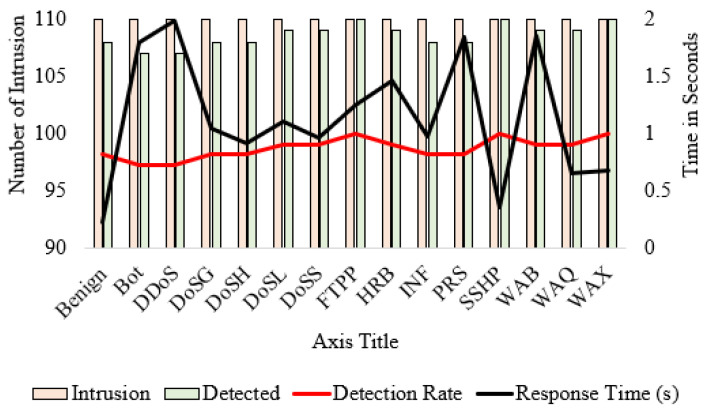 Number of Intrusion
110
105
100
95
90
2
1.5
1
0.5
0
Time in Seconds
Benign
Bot
DDoS
DoSG
DoSH
DoSL
DoSS
FTPP
HRB
INF
PRS
SSHP
WAB
WAQ
WAX
Axis Title
Intrusion Detected Detection Rate Response Time (s)